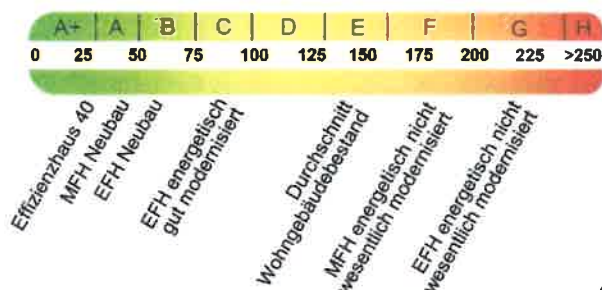 A+ A B C D E F G H
0 25 50 75 100 125 150 175 200 225 >250
Effizienzhaus 40
MFH Neubau
EFH Neubau
EFH energetisch
gut modernisiert
Durchschnitt
Wohngebäudebestand
MFH energetisch nicht
wesentlich modernisiert
EFH energetisch nicht
wesentlich modernisiert